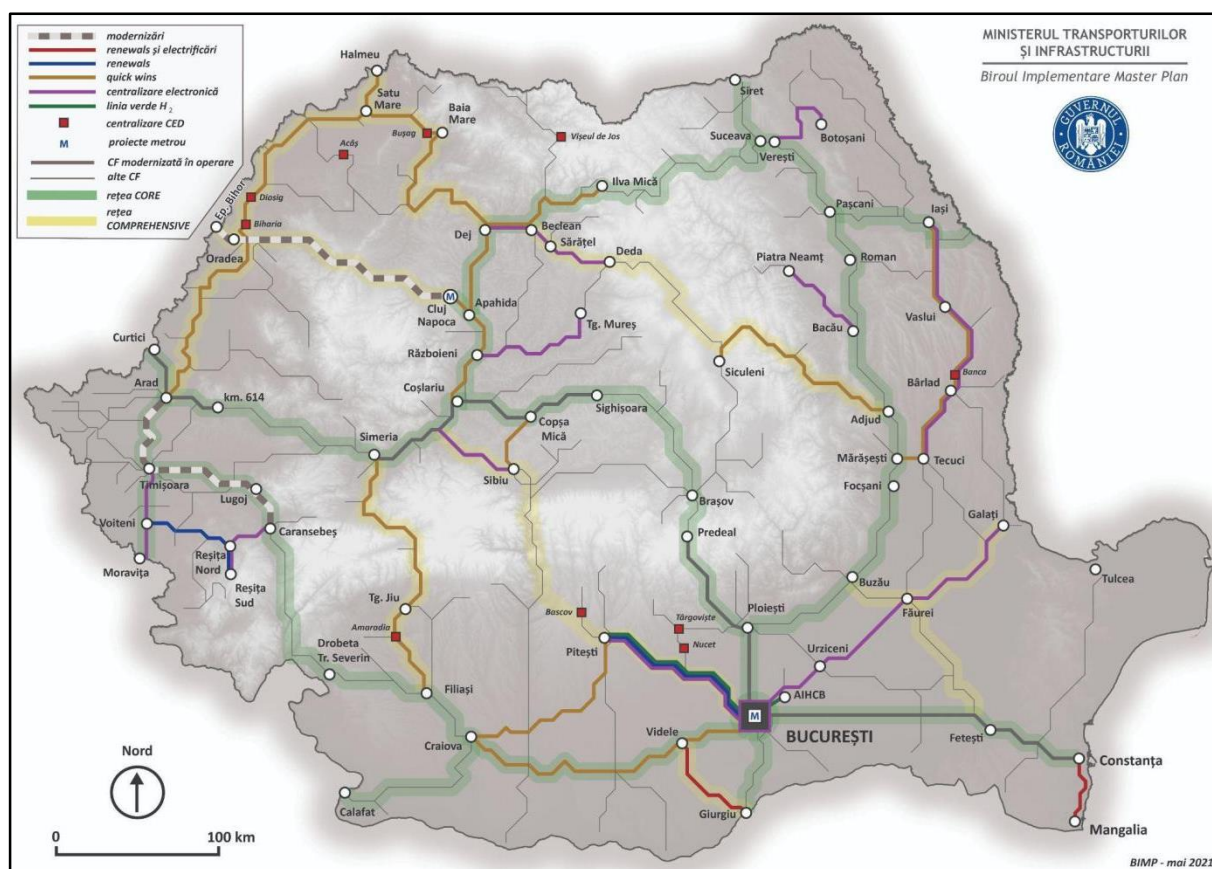 modernizări
renewals și electrificări
renewals
quick wins
centralizare electronică
linia verde H2
centralizare CED
M
proiecte metrou
CF modernizată în operare
alte CF
rețea CORE
rețea
COMPREHENSIVE
MINISTERUL TRANSPORTURILOR
ȘI INFRASTRUCTURII
Biroul Implementare Master Plan
GUVERNUL
ROMÂNIEI
Halmeu
Satu
Mare
Baia
Mare
Bușag
Acâș
Vișeul de Jos
Siret
Suceava
Verești
Botoșani
Ilva Mică
Ep. Bihor
Diosig
Biharia
Oradea
Dej
Beclean
Sărățel
Deda
Pașcani
Iași
Roman
Piatra Neamț
Bacău
Vaslui
M
Cluj
Napoca
Apahida
Tg. Mureș
Războieni
Curtici
Arad
km. 614
Coșlariu
Siculeni
Banca
Bârlad
Adjud
Simeria
Copșa
Mică
Sighișoara
Sibiu
Mărășești
Tecuci
Focșani
Timișoara
Lugoj
Brașov
Predeal
Galați
Voiteni
Caransebeș
Reșița
Nord
Moravița
Reșița
Sud
Buzău
Făurei
Tulcea
Tg. Jiu
Amaradia
Bascov
Târgoviște
Nucet
Ploiești
Drobeta
Tr. Severin
Pitești
Urziceni
Filiași
AIHCB
M
BUCUREȘTI
Craiova
Videle
Fetești
Constanța
Nord
Calafat
Giurgiu
Mangalia
0
100 km
BIMP - mai 2021